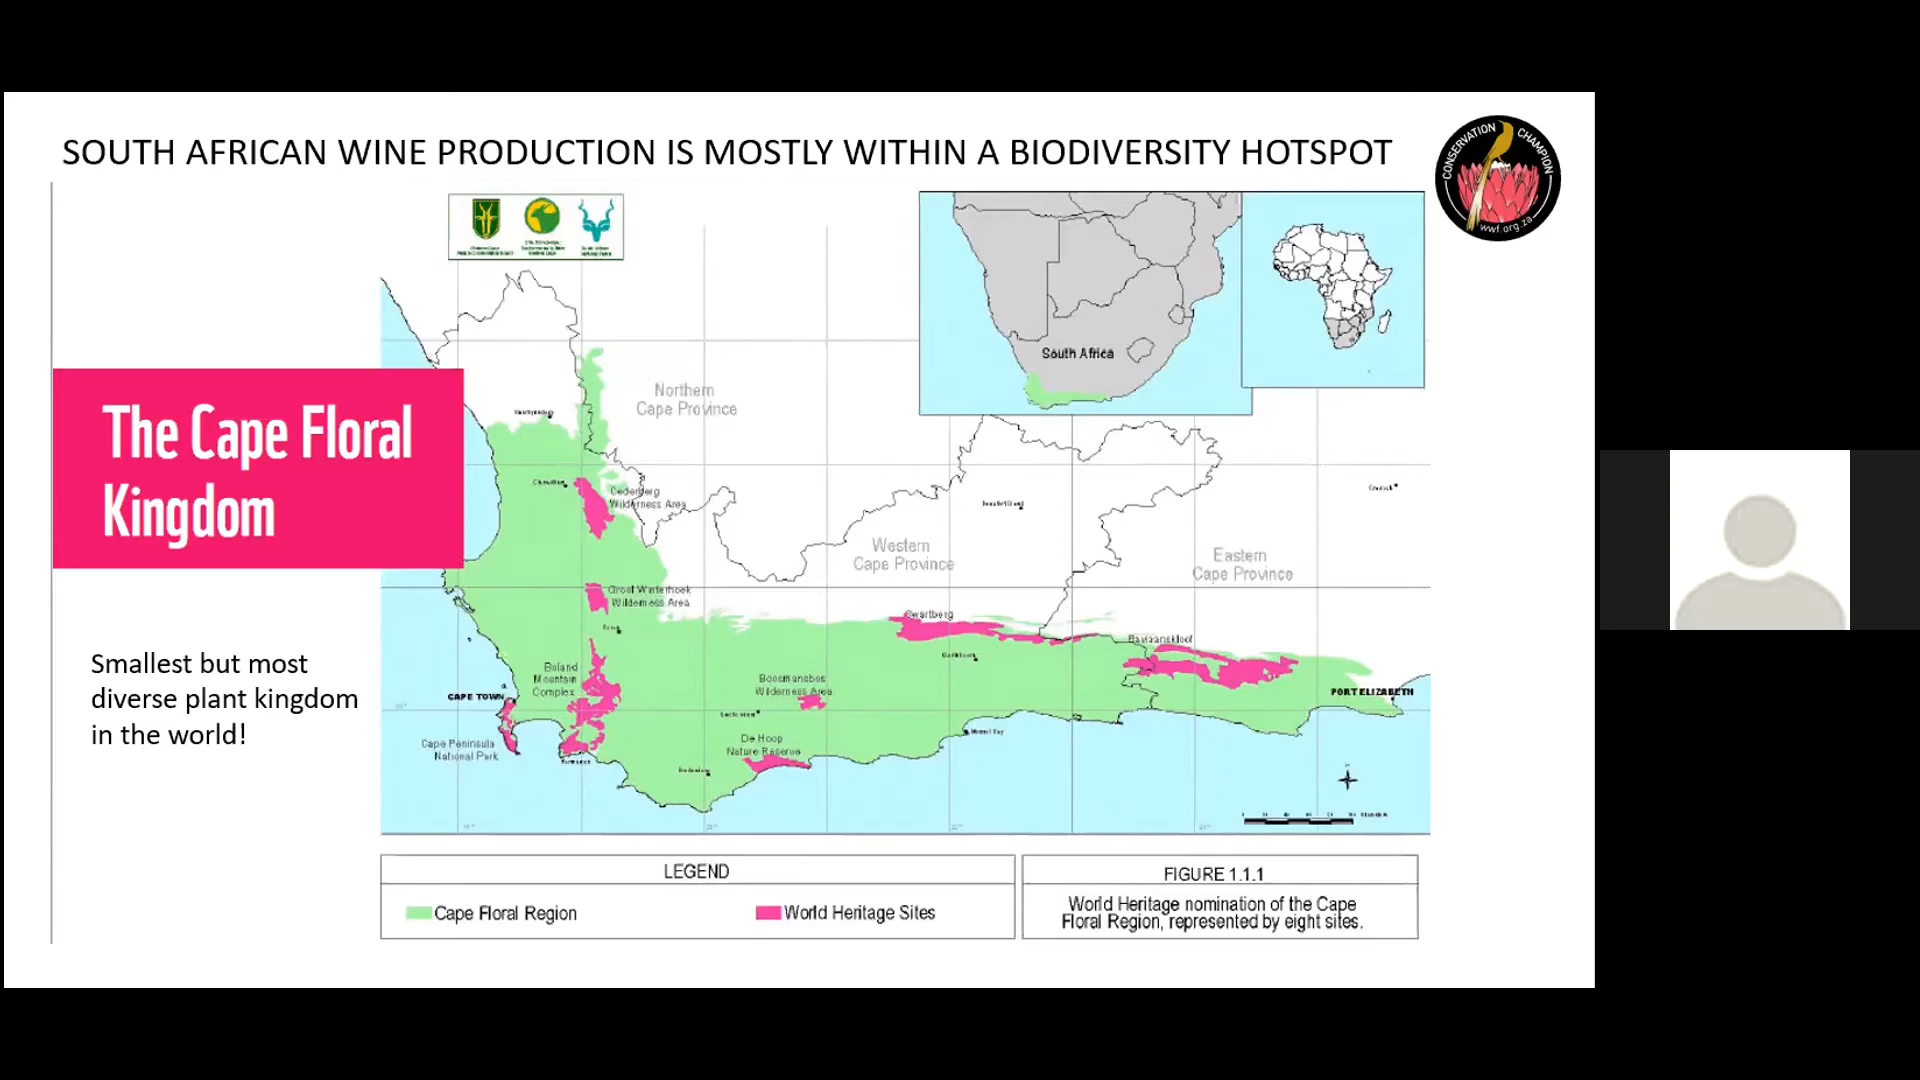 SOUTH AFRICAN WINE PRODUCTION IS MOSTLY WITHIN A BIODIVERSITY HOTSPOT
CONSERVATION CHAMPION
wwf.org.za
The Cape Floral
Kingdom
Smallest but most
diverse plant kingdom
in the world!
South Africa
Northern
Cape Province
Cederberg
Wilderness Area
Western
Cape Province
Eastern
Cape Province
Groot Winterhoek
Wilderness Area
Swartberg
Baviaanskloof
Boland
Mountain
Complex
CAPE TOWN
Boosmansbos
Wilderness Area
PORT ELIZABETH
Cape Peninsula
National Park
De Hoop
Nature Reserve
Mossel Bay
LEGEND
Cape Floral Region
World Heritage Sites
FIGURE 1.1.1
World Heritage nomination of the Cape
Floral Region, represented by eight sites.